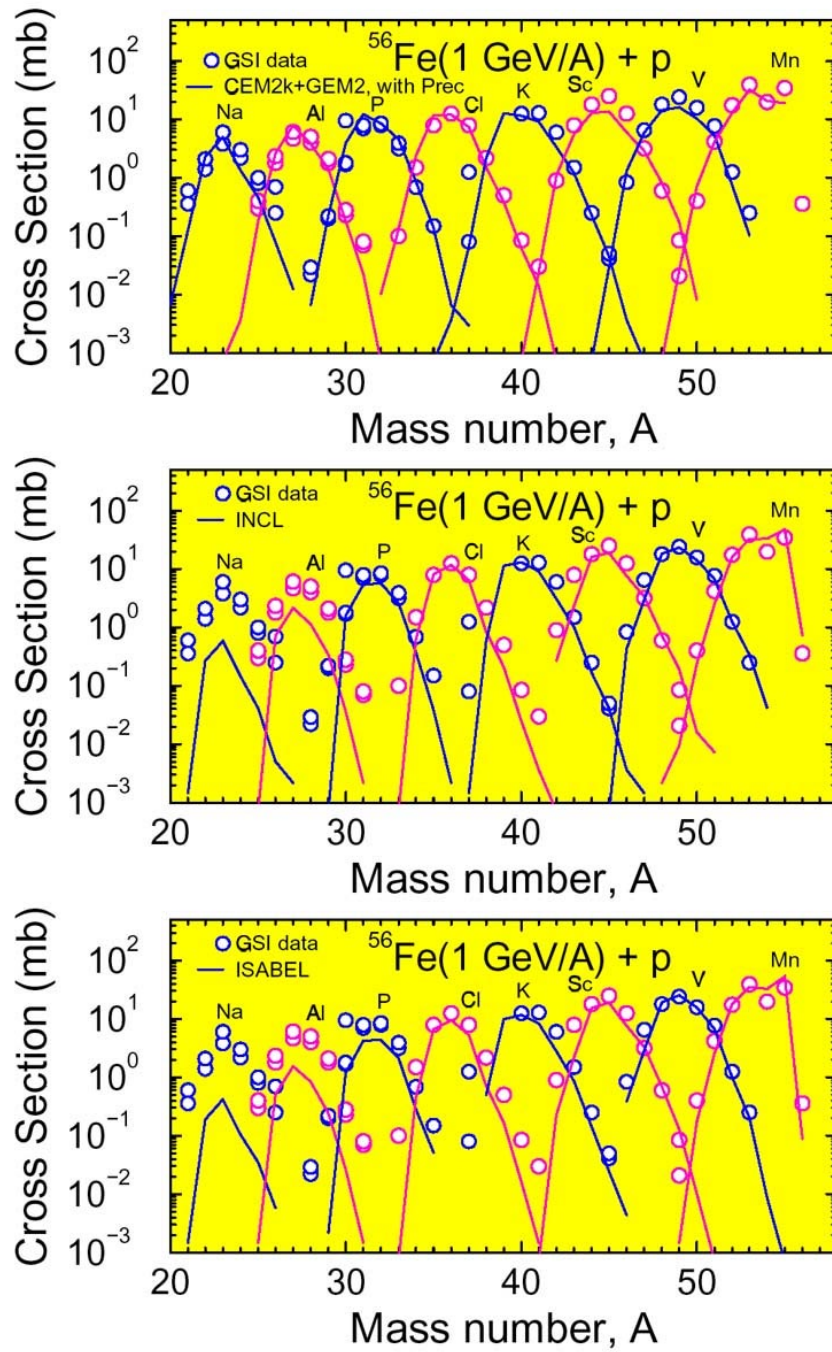 Cross Section (mb)
10²
10¹
10⁰
10⁻¹
10⁻²
10⁻³
GSI data
⁵⁶Fe(1 GeV/A) + p
CEM2k+GEM2, with Prec
Na
Al
P
Cl
K
Sc
V
Mn
20
30
40
50
Mass number, A
Cross Section (mb)
10²
10¹
10⁰
10⁻¹
10⁻²
10⁻³
GSI data
⁵⁶Fe(1 GeV/A) + p
INCL
Na
Al
P
Cl
K
Sc
V
Mn
20
30
40
50
Mass number, A
Cross Section (mb)
10²
10¹
10⁰
10⁻¹
10⁻²
10⁻³
GSI data
⁵⁶Fe(1 GeV/A) + p
ISABEL
Na
Al
P
Cl
K
Sc
V
Mn
20
30
40
50
Mass number, A